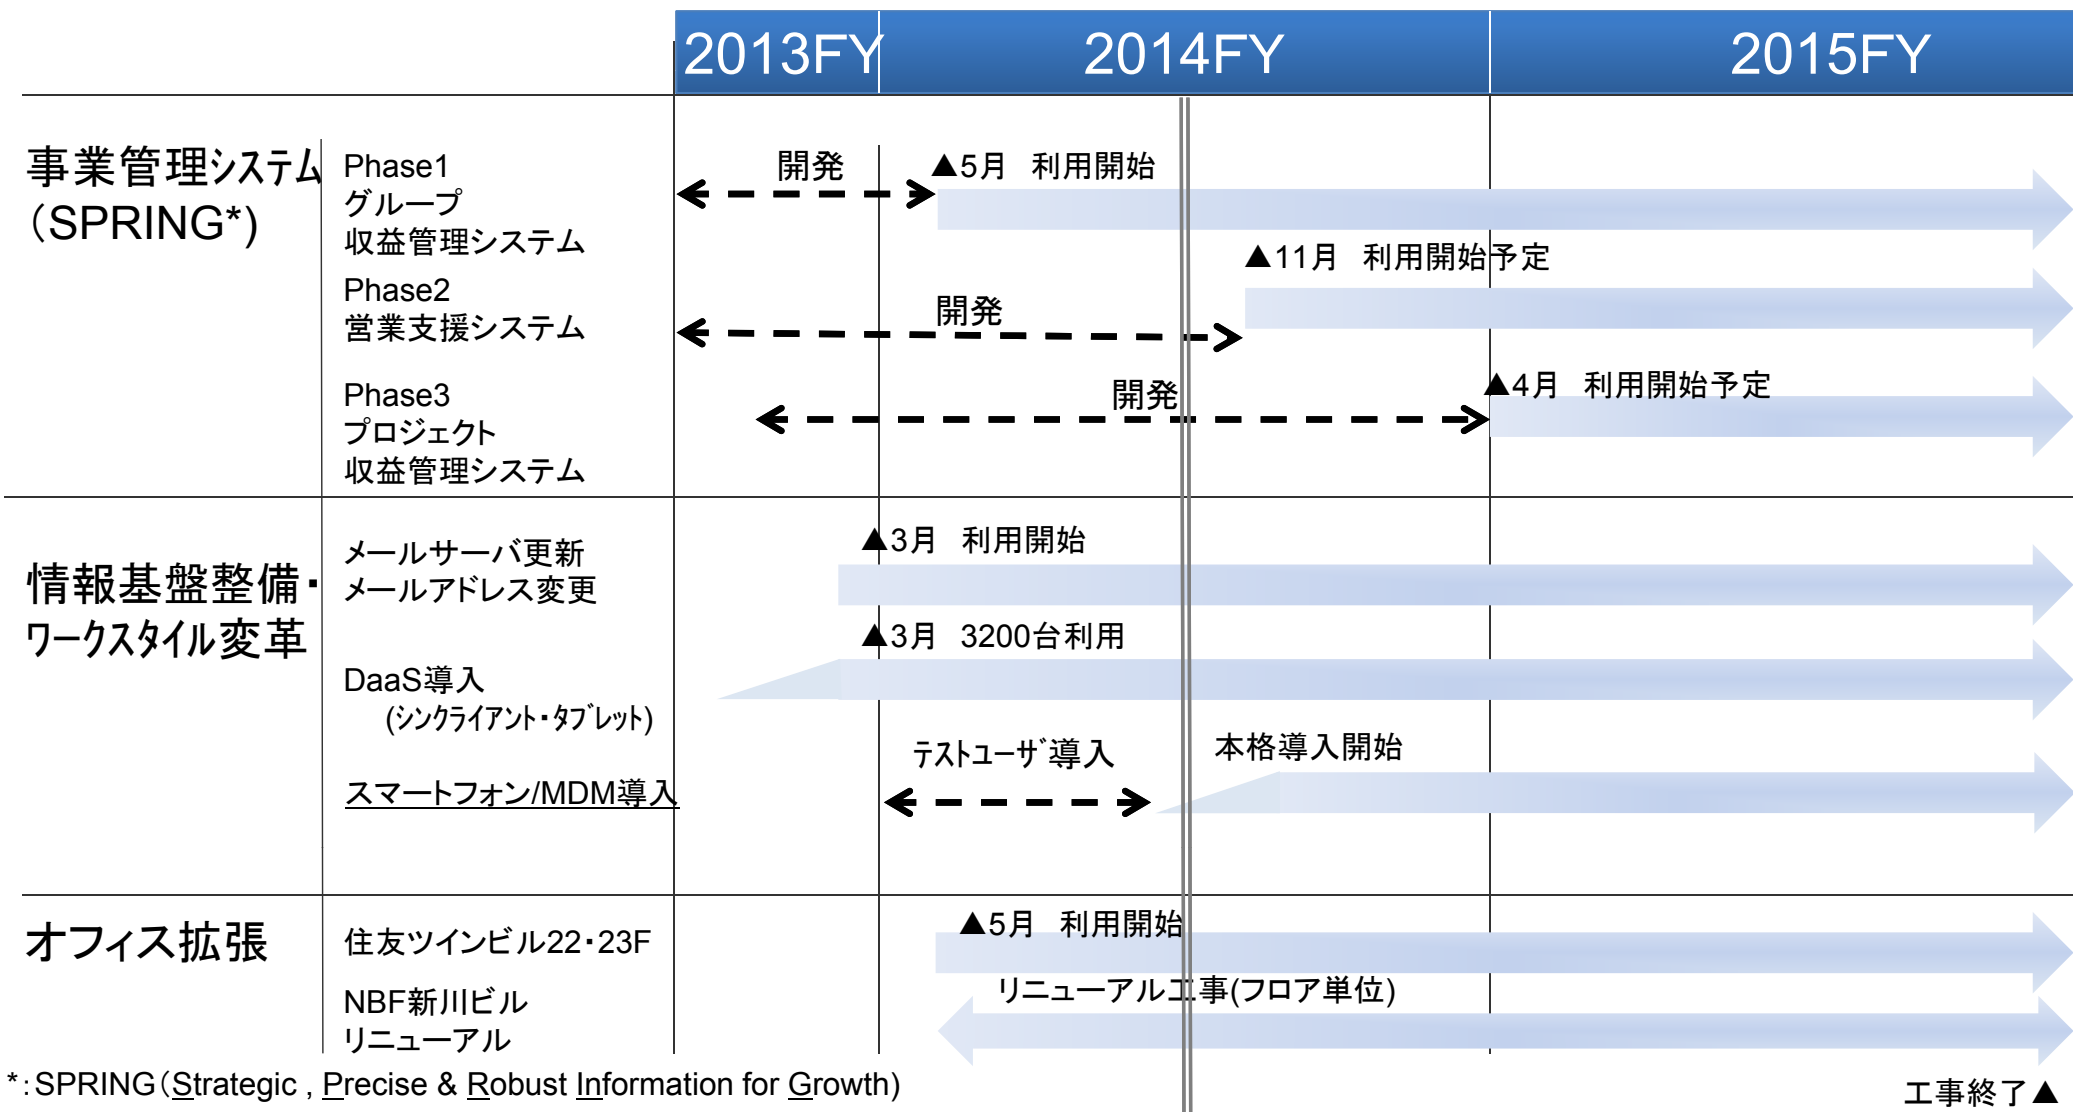 2013FY 2014FY 2015FY
事業管理システム
（SPRING*)
Phase1
グループ
収益管理システム
開発
▲5月 利用開始
Phase2
営業支援システム
開発
▲11月 利用開始予定
Phase3
プロジェクト
収益管理システム
開発
▲4月 利用開始予定
情報基盤整備・
ワークスタイル変革
メールサーバ更新
メールアドレス変更
▲3月 利用開始
DaaS導入
(シンクライアント・タブレット)
▲3月 3200台利用
スマートフォン/MDM導入
テストユーザ導入
本格導入開始
オフィス拡張
住友ツインビル22・23F
▲5月 利用開始
NBF新川ビル
リニューアル
リニューアル工事(フロア単位)
*:SPRING（Strategic , Precise & Robust Information for Growth)
工事終了▲